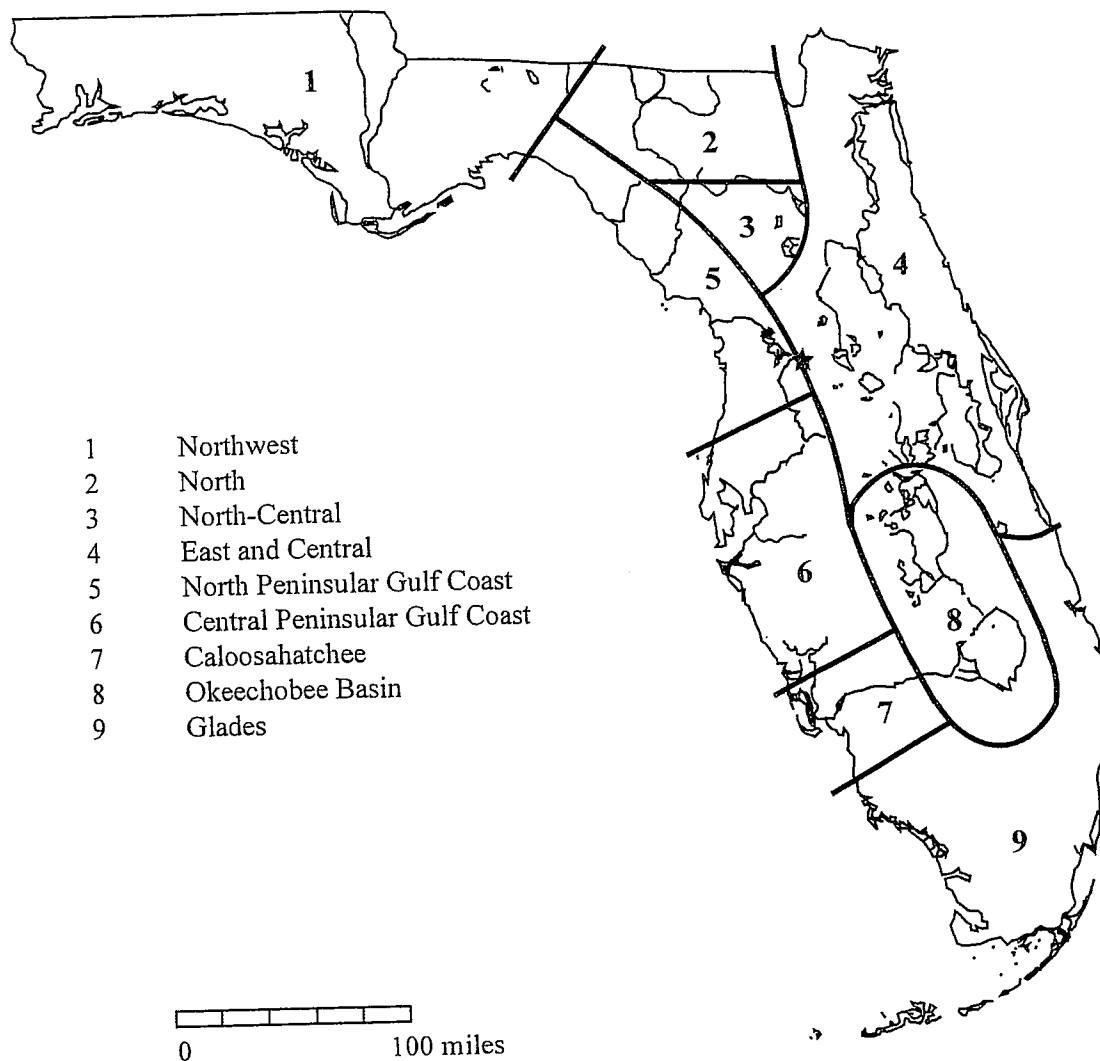 1
2
3
4
5
6
7
8
9
1 Northwest
2 North
3 North-Central
4 East and Central
5 North Peninsular Gulf Coast
6 Central Peninsular Gulf Coast
7 Caloosahatchee
8 Okeechobee Basin
9 Glades
0 100 miles